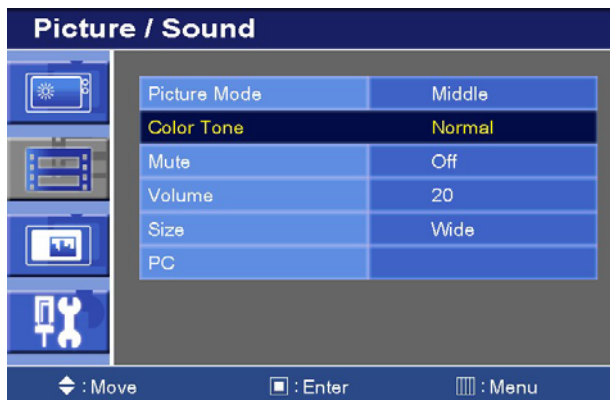 Picture / Sound
Picture Mode Middle
Color Tone Normal
Mute Off
Volume 20
Size Wide
PC
: Move : Enter : Menu